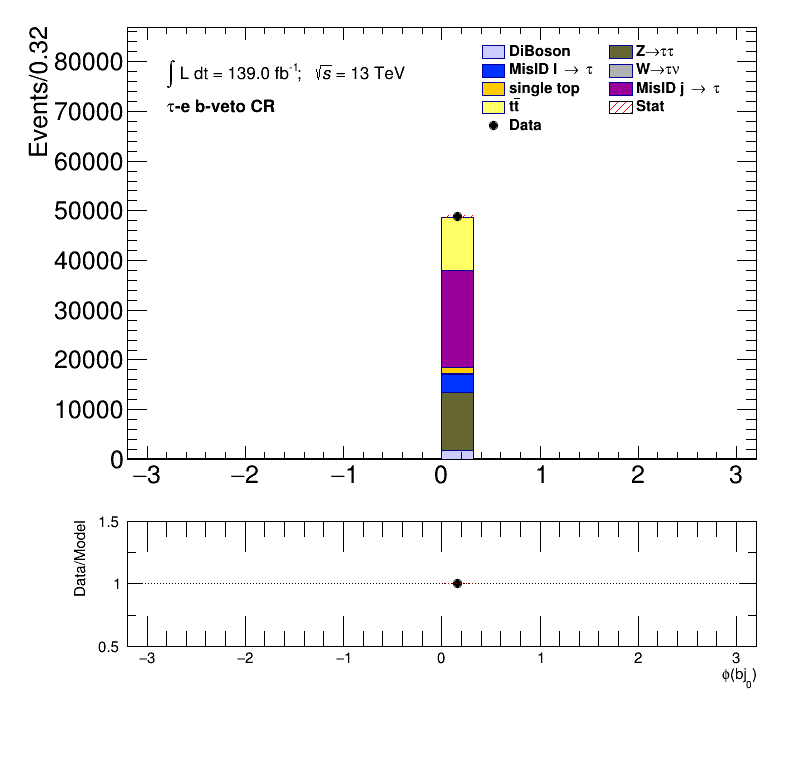 Events/0.32
80000
70000
60000
50000
40000
30000
20000
10000
0
∫ L dt = 139.0 fb⁻¹; √s = 13 TeV
τ-e b-veto CR
DiBoson
MisID l → τ
single top
tt̄
Data
Z→ττ
W→τν
MisID j → τ
Stat
−3 −2 −1 0 1 2 3
Data/Model
1.5
1
0.5
−3 −2 −1 0 1 2 3
ϕ(bj₀)